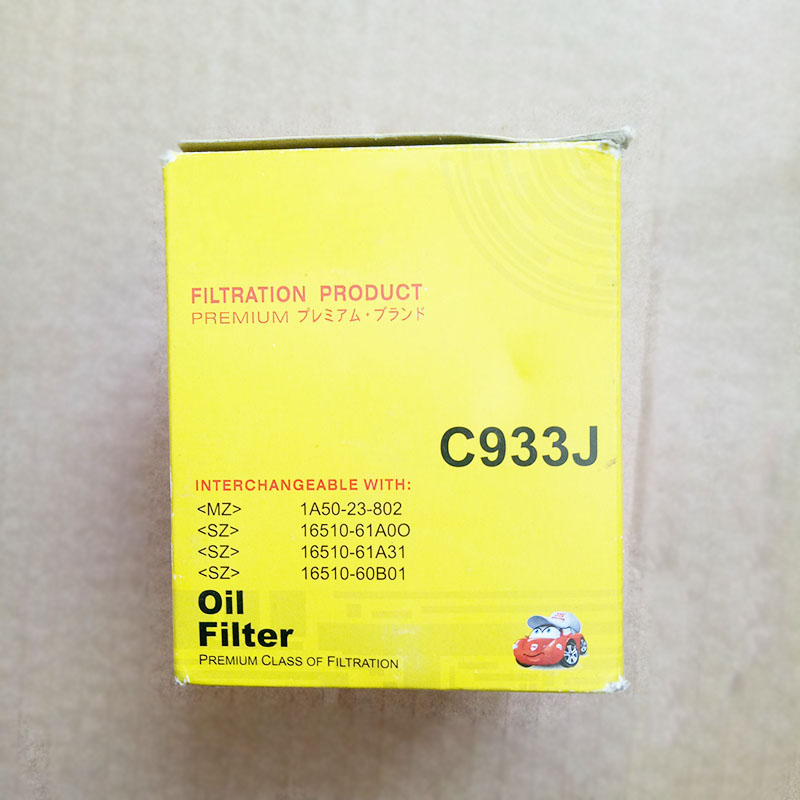 FILTRATION PRODUCT
PREMIUM プレミアム・ブランド
C933J
INTERCHANGEABLE WITH:
<MZ> 1A50-23-802
<SZ> 16510-61A0O
<SZ> 16510-61A31
<SZ> 16510-60B01
Oil
Filter
PREMIUM CLASS OF FILTRATION